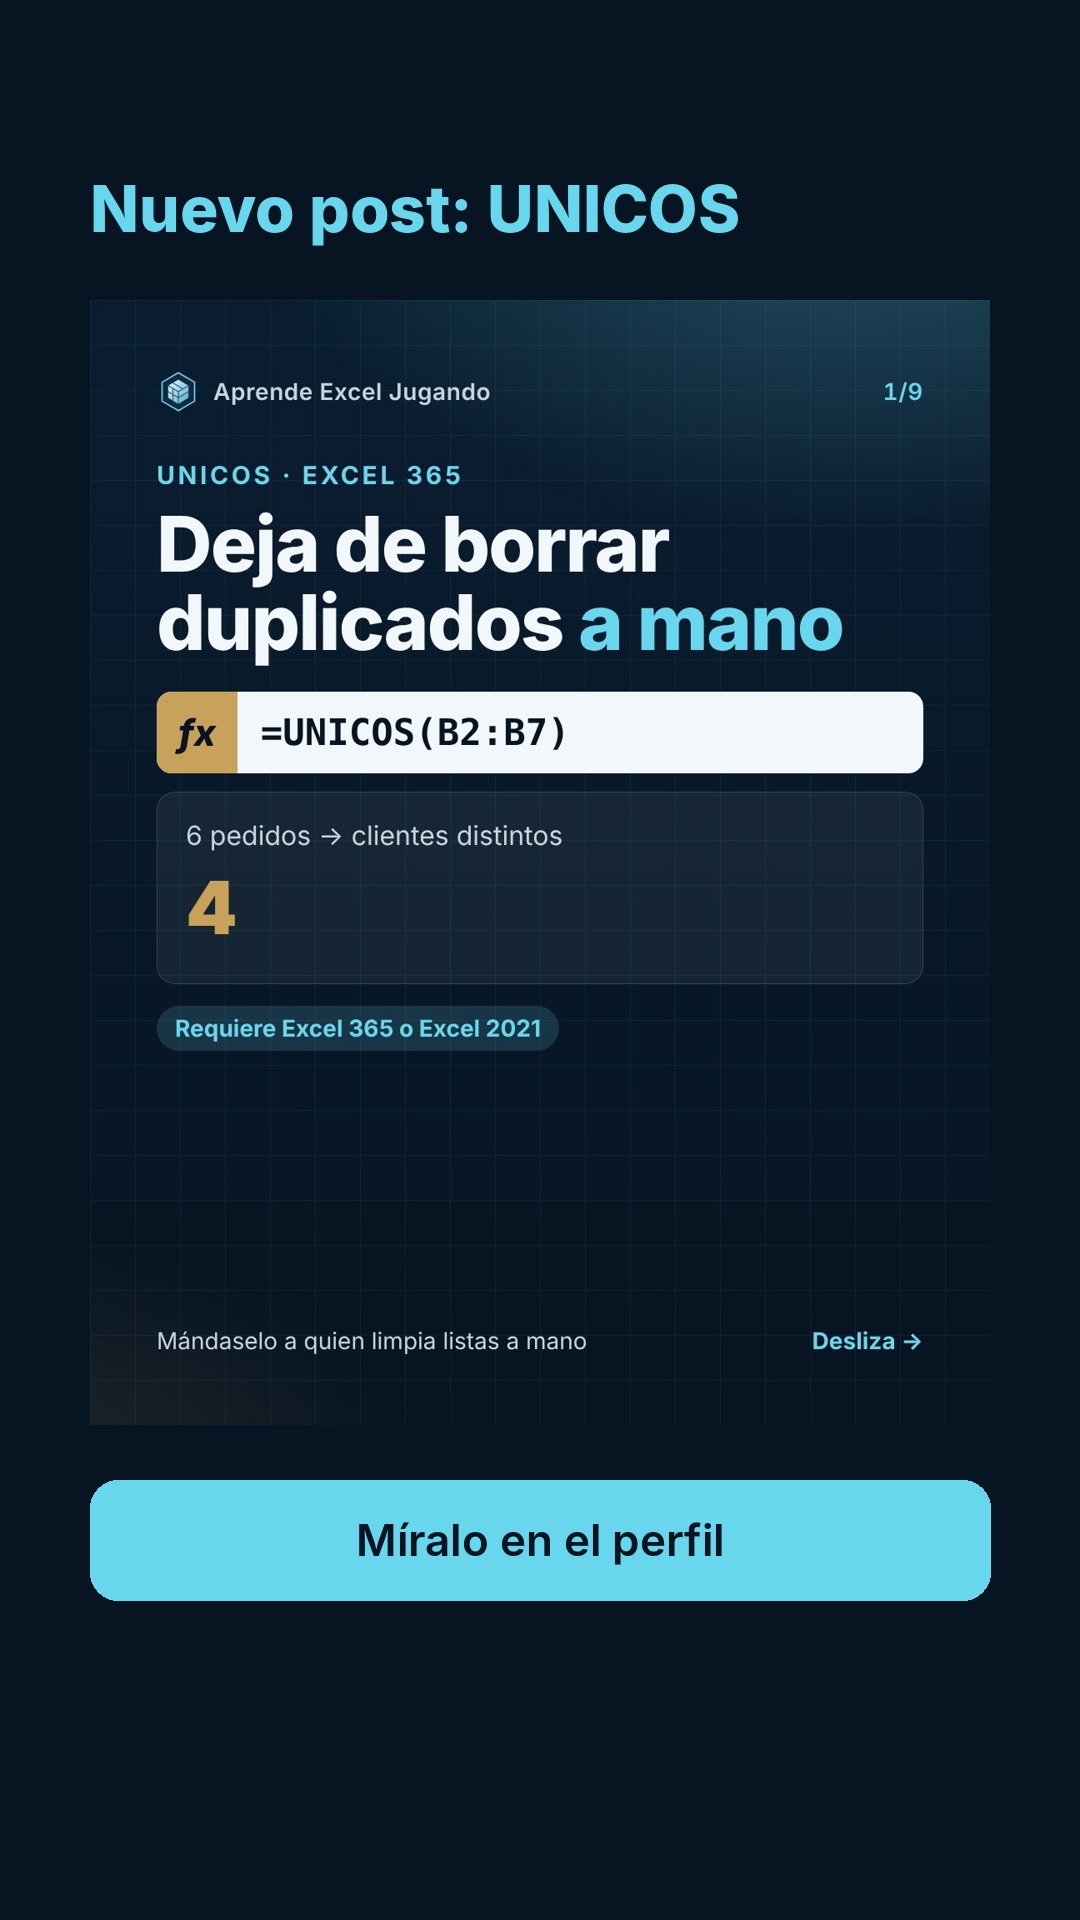 Nuevo post: UNICOS
Aprende Excel Jugando
1/9
UNICOS · EXCEL 365
Deja de borrar
duplicados a mano
fx =UNICOS(B2:B7)
6 pedidos → clientes distintos
4
Requiere Excel 365 o Excel 2021
Mándaselo a quien limpia listas a mano
Desliza →
Míralo en el perfil